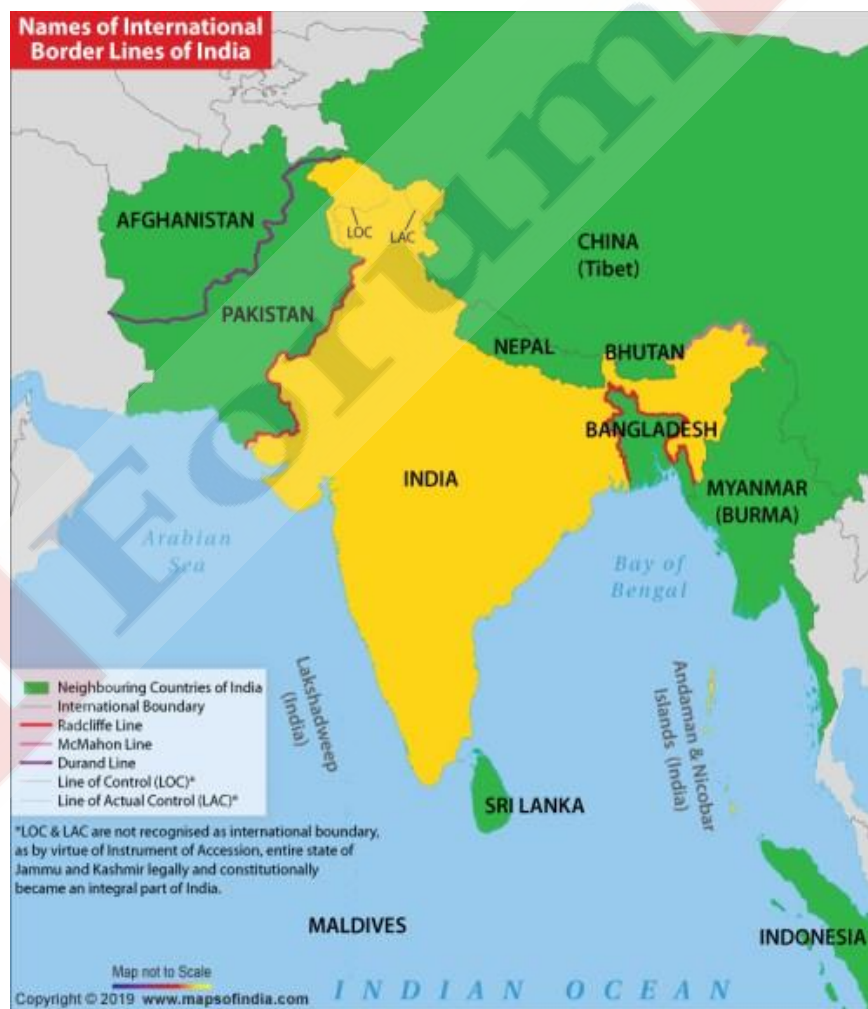 Names of International
Border Lines of India
AFGHANISTAN
LOC
LAC
CHINA
(Tibet)
PAKISTAN
NEPAL
BHUTAN
BANGLADESH
INDIA
MYANMAR
(BURMA)
Arabian
Sea
Bay of
Bengal
Lakshadweep
(India)
Andaman & Nicobar
Islands (India)
Neighbouring Countries of India
International Boundary
Radcliffe Line
McMahon Line
Durand Line
Line of Control (LOC)*
Line of Actual Control (LAC)*
SRI LANKA
*LOC & LAC are not recognised as international boundary,
as by virtue of Instrument of Accession, entire state of
Jammu and Kashmir legally and constitutionally
became an integral part of India.
MALDIVES
INDONESIA
Map not to Scale
Copyright © 2019 www.mapsofindia.com
INDIAN OCEAN
Forum